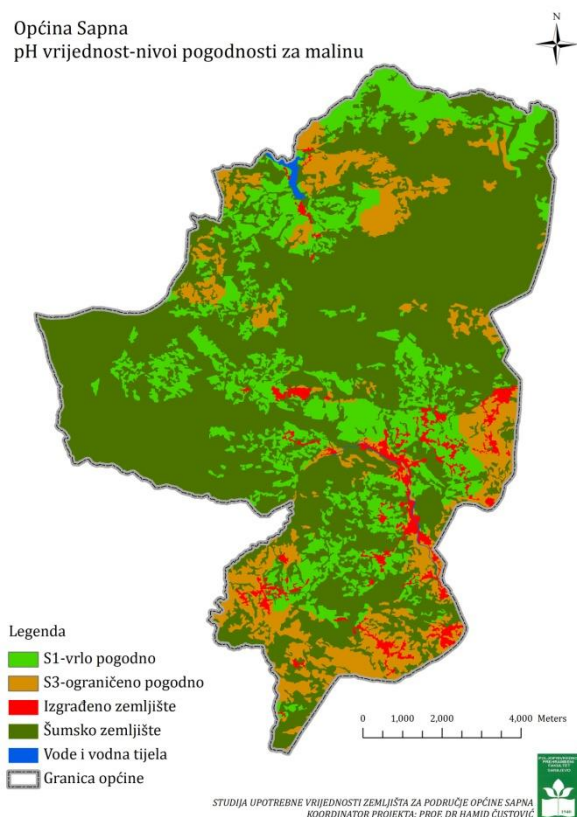 Općina Sapna
pH vrijednost-nivoi pogodnosti za malinu
N
Legenda
S1-vrlo pogodno
S3-ograničeno pogodno
Izgrađeno zemljište
Šumsko zemljište
Vode i vodna tijela
Granica općine
0 1,000 2,000 4,000 Meters
STUDIJA UPOTREBNE VRIJEDNOSTI ZEMLJIŠTA ZA PODRUČJE OPĆINE SAPNA
KOORDINATOR PROJEKTA: PROF. DR HAMID ČUSTOVIĆ